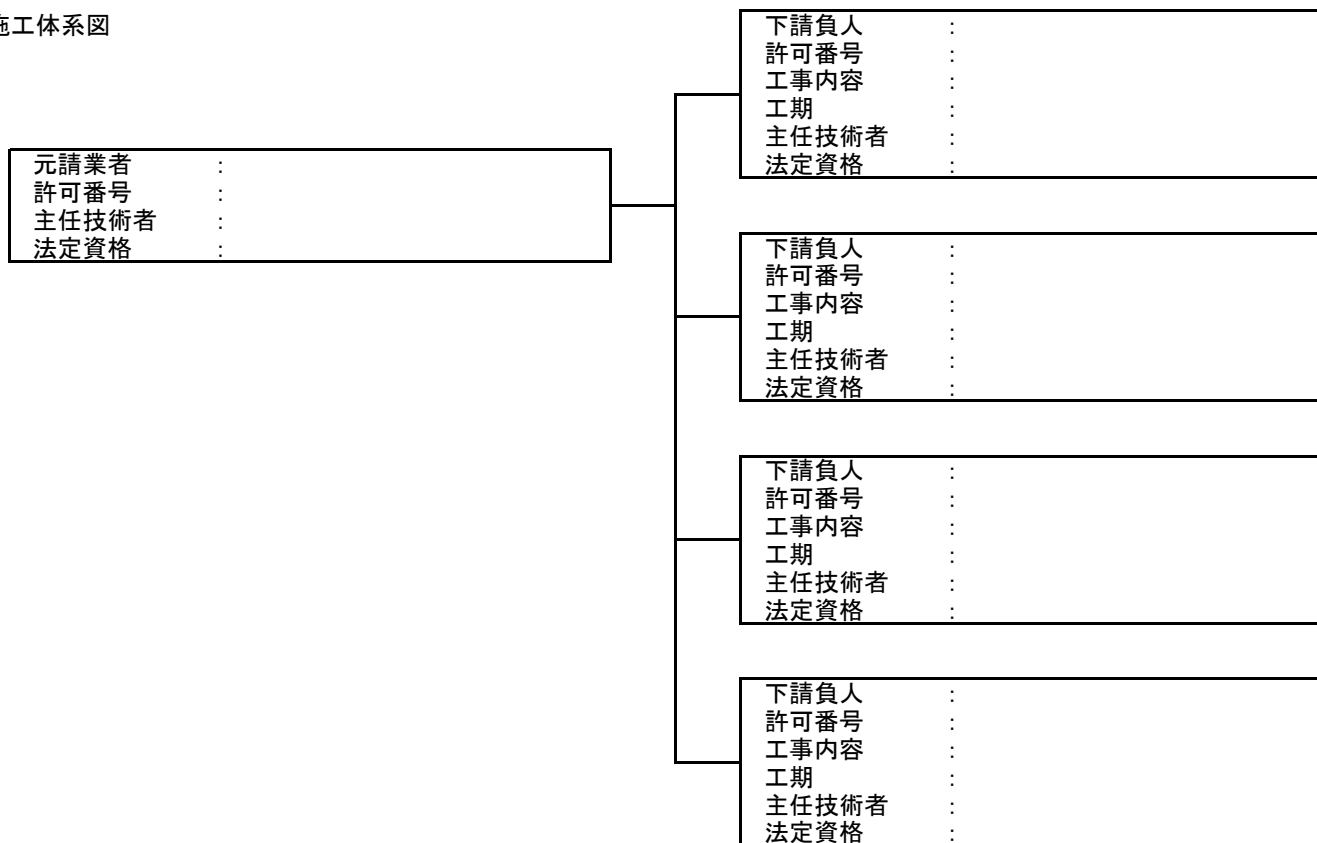 施工体系図
元請業者 :
許可番号 :
主任技術者 :
法定資格 :
下請負人 :
許可番号 :
工事内容 :
工期 :
主任技術者 :
法定資格 :
下請負人 :
許可番号 :
工事内容 :
工期 :
主任技術者 :
法定資格 :
下請負人 :
許可番号 :
工事内容 :
工期 :
主任技術者 :
法定資格 :
下請負人 :
許可番号 :
工事内容 :
工期 :
主任技術者 :
法定資格 :